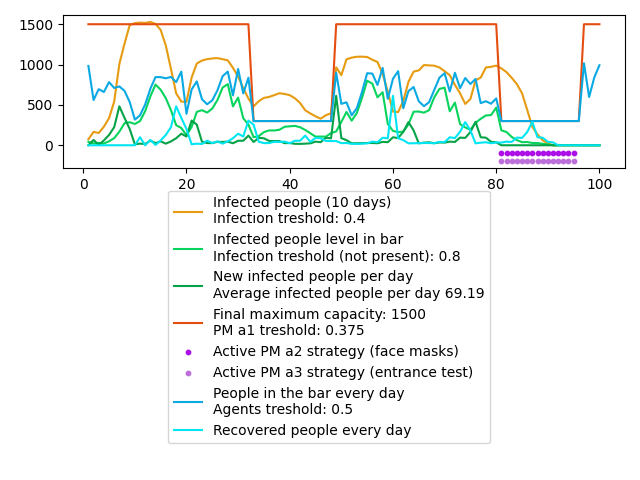 1500
1000
500
0
0
20
40
60
80
100
Infected people (10 days)
Infection treshold: 0.4
Infected people level in bar
Infection treshold (not present): 0.8
New infected people per day
Average infected people per day 69.19
Final maximum capacity: 1500
PM a1 treshold: 0.375
Active PM a2 strategy (face masks)
Active PM a3 strategy (entrance test)
People in the bar every day
Agents treshold: 0.5
Recovered people every day